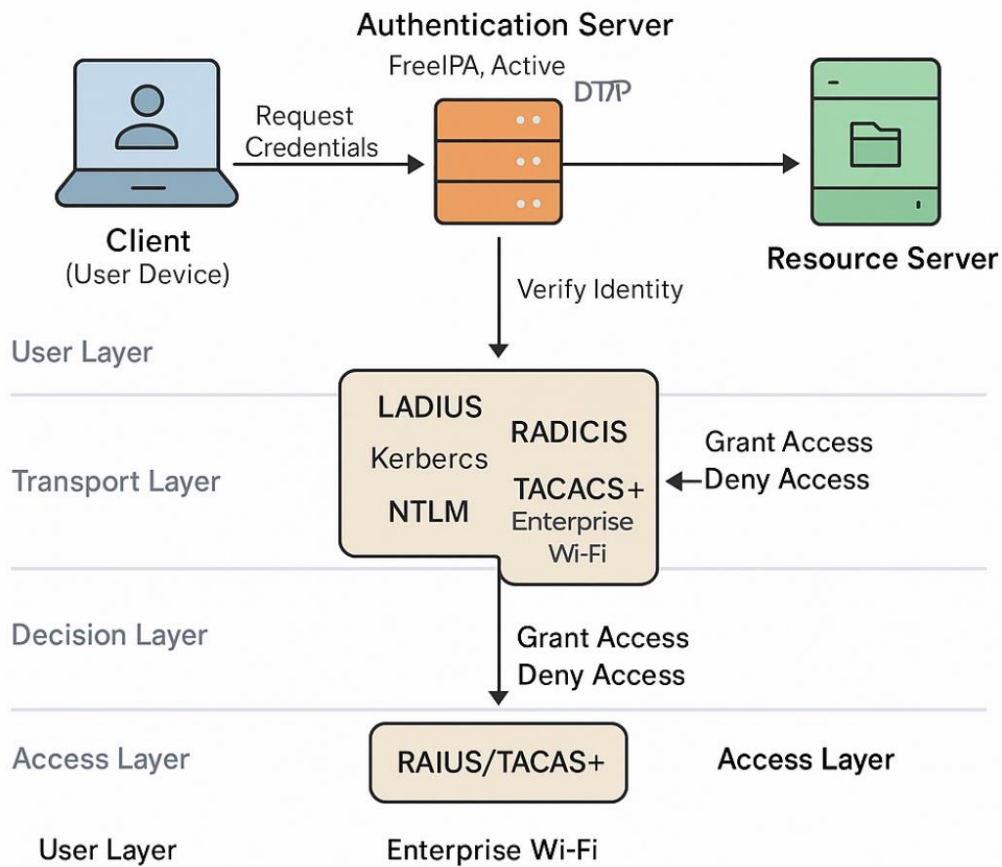 Authentication Server
FreeIPA, Active
Request
Credentials
Client
(User Device)
Resource Server
Verify Identity
User Layer
LADIUS
RADICIS
Kerbercs
NTLM
TACACS+
Enterprise
Wi-Fi
Grant Access
Deny Access
Transport Layer
Decision Layer
Grant Access
Deny Access
Access Layer
RAIUS/TACAS+
Access Layer
User Layer
Enterprise Wi-Fi